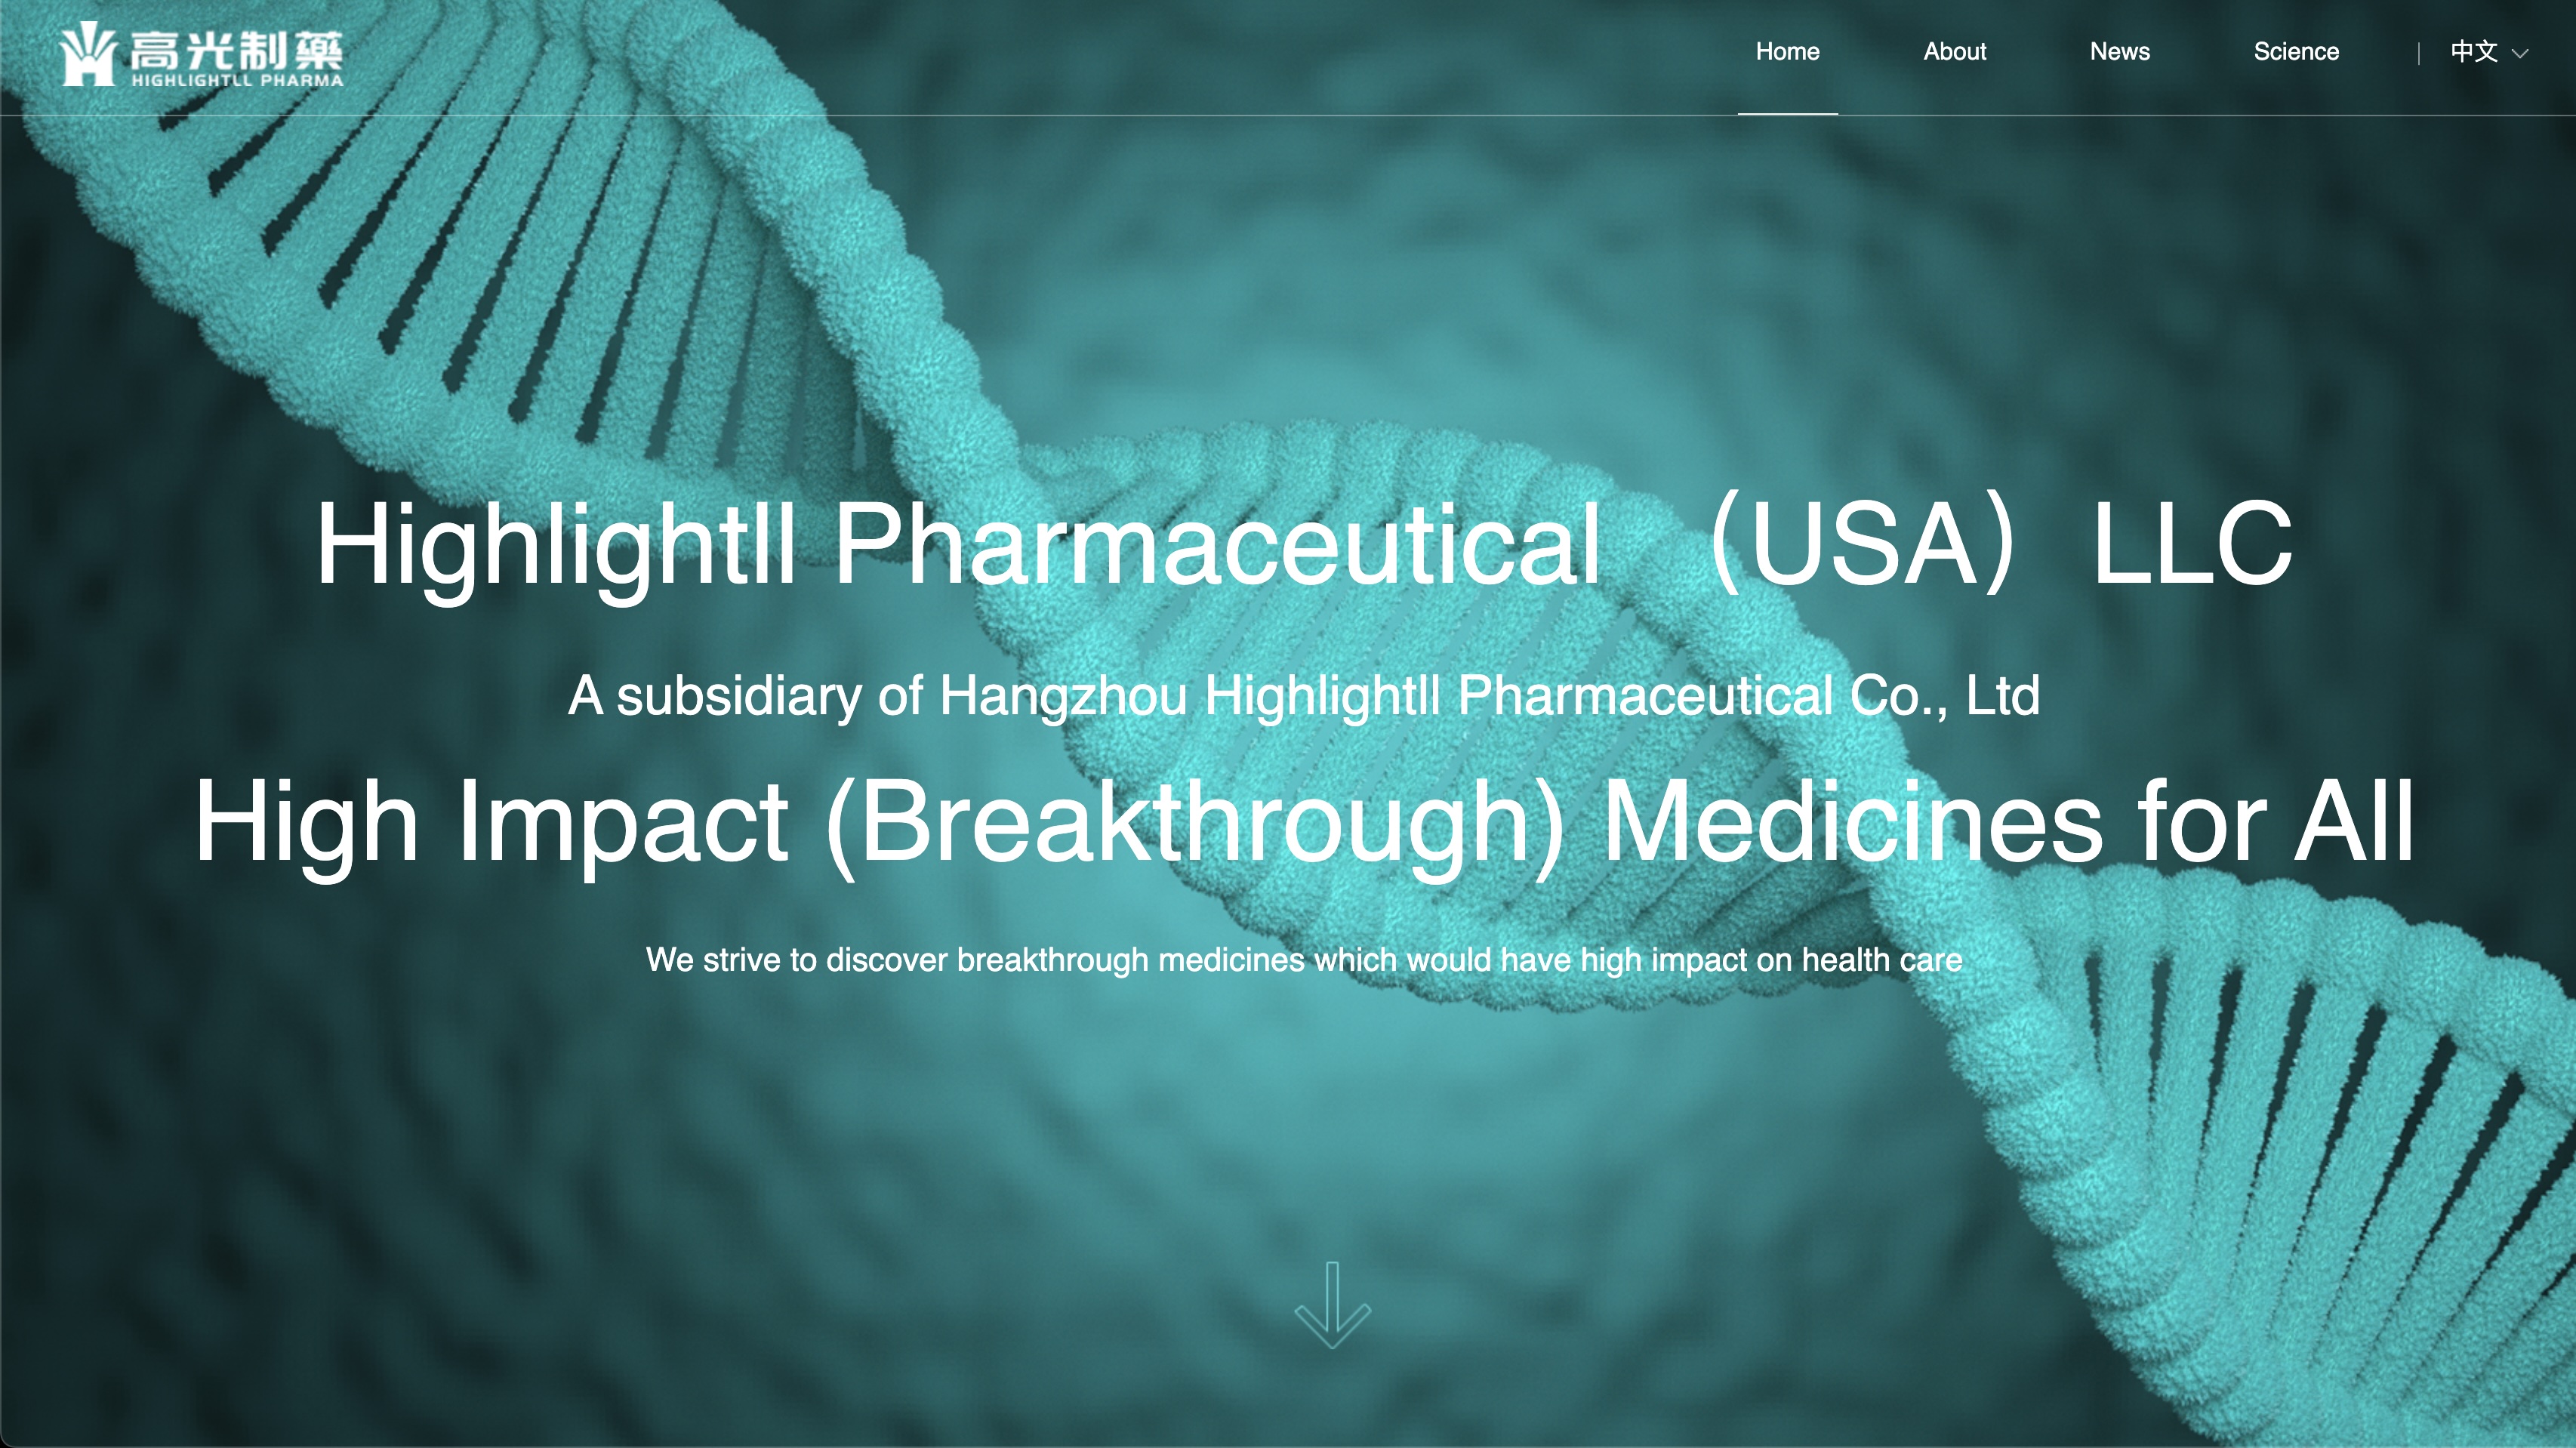 高光制藥
HIGHLIGHTLL PHARMA
Home
About
News
Science
中文
Highlightll Pharmaceutical （USA） LLC
A subsidiary of Hangzhou Highlightll Pharmaceutical Co., Ltd
High Impact (Breakthrough) Medicines for All
We strive to discover breakthrough medicines which would have high impact on health care